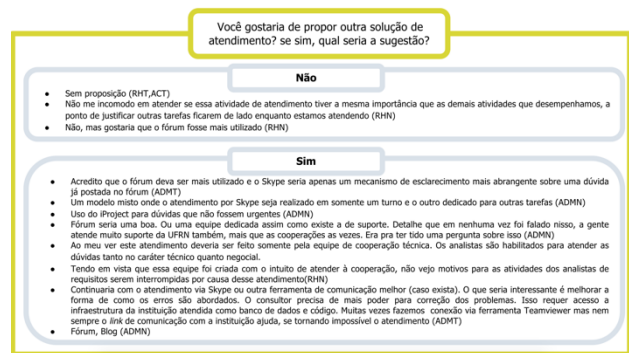 Você gostaria de propor outra solução de
atendimento? se sim, qual seria a sugestão?
Não
● Sem proposição (RHT,ACT)
● Não me incomodo em atender se essa atividade de atendimento tiver a mesma importância que as demais atividades que desempenhamos, a
ponto de justificar outras tarefas ficarem de lado enquanto estamos atendendo (RHN)
● Não, mas gostaria que o fórum fosse mais utilizado (RHN)
Sim
● Acredito que o fórum deva ser mais utilizado e o Skype seria apenas um mecanismo de esclarecimento mais abrangente sobre uma dúvida
já postada no fórum (ADMT)
● Um modelo misto onde o atendimento por Skype seja realizado em somente um turno e o outro dedicado para outras tarefas (ADMN)
● Uso do iProject para dúvidas que não fossem urgentes (ADMN)
● Fórum seria uma boa. Ou uma equipe dedicada assim como existe a de suporte. Detalhe que em nenhuma vez foi falado nisso, a gente
atende muito suporte da UFRN também, mais que as cooperações as vezes. Era pra ter tido uma pergunta sobre isso (ADMN)
● Ao meu ver este atendimento deveria ser feito somente pela equipe de cooperação técnica. Os analistas são habilitados para atender as
dúvidas tanto no caráter técnico quanto negocial.
● Tendo em vista que essa equipe foi criada com o intuito de atender à cooperação, não vejo motivos para as atividades dos analistas de
requisitos serem interrompidas por causa desse atendimento(RHN)
● Continuaria com o atendimento via Skype ou outra ferramenta de comunicação melhor (caso exista). O que seria interessante é melhorar a
forma de como os erros são abordados. O consultor precisa de mais poder para correção dos problemas. Isso requer acesso a
infraestrutura da instituição atendida como banco de dados e código. Muitas vezes fazemos conexão via ferramenta Teamviewer mas nem
sempre o link de comunicação com a instituição ajuda, se tornando impossível o atendimento (ADMT)
● Fórum, Blog (ADMN)